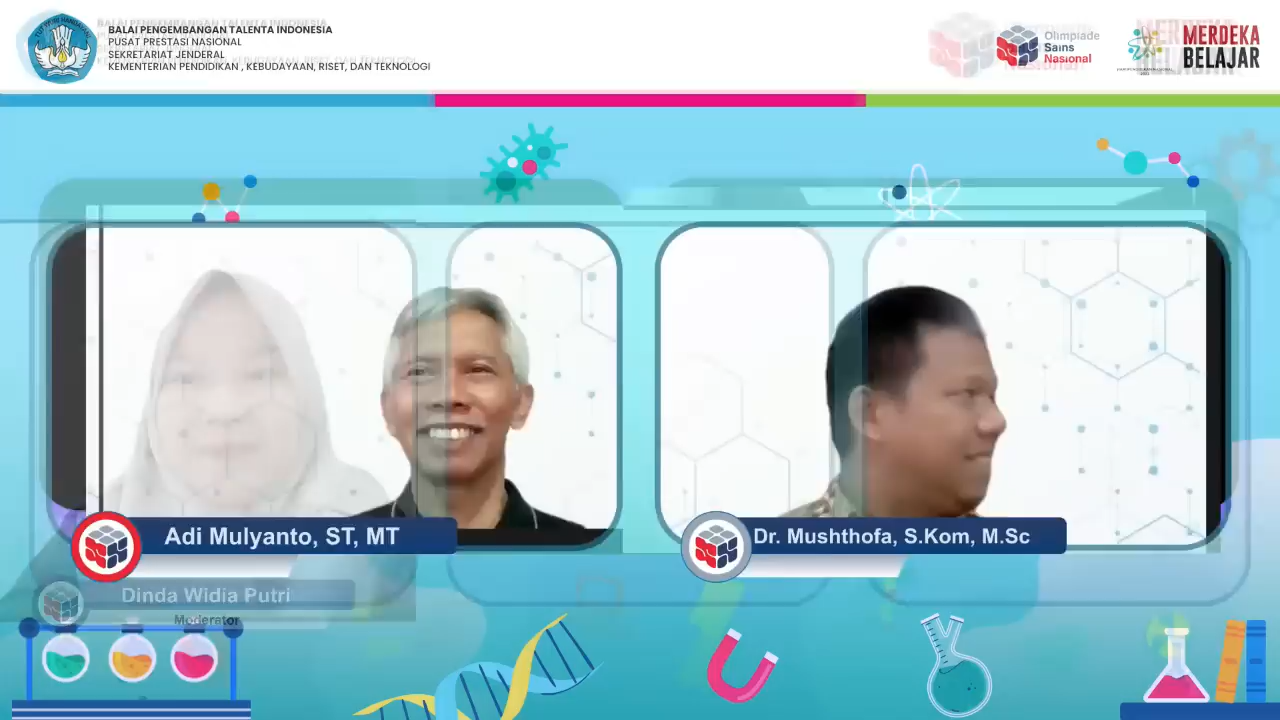 BALAI PENGEMBANGAN TALENTA INDONESIA
PUSAT PRESTASI NASIONAL
SEKRETARIAT JENDERAL
KEMENTERIAN PENDIDIKAN , KEBUDAYAAN, RISET, DAN TEKNOLOGI
Olimpiade
Sains
Nasional
MERDEKA
BELAJAR
Adi Mulyanto, ST, MT
Dr. Mushthofa, S.Kom, M.Sc
Dinda Widia Putri
Moderator